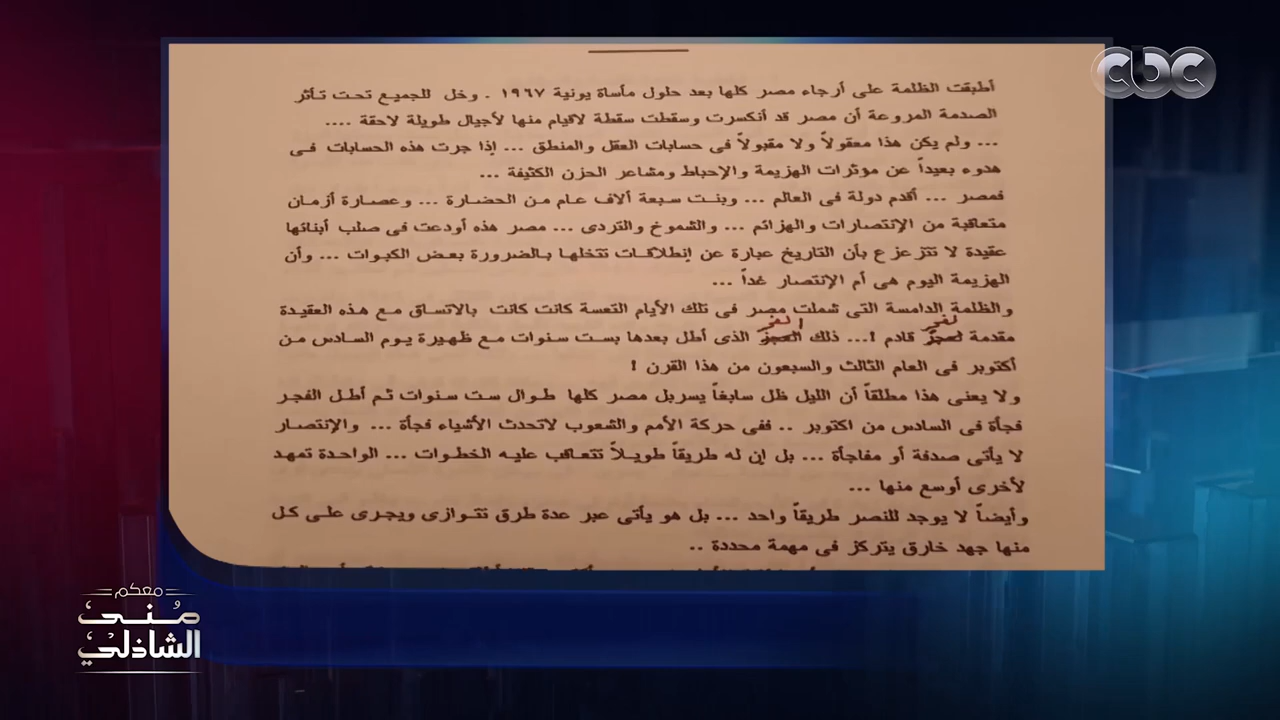 cbc
أطبقت الظلمة على أرجاء مصر كلها بعد حلول مأساة يونية ١٩٦٧ . وخل للجميع تحت تأثر
الصدمة المروعة أن مصر قد أنكسرت وسقطت سقطة لاقيام منها لأجيال طويلة لاحقة ....
... ولم يكن هذا معقولاً ولا مقبولاً فى حسابات العقل والمنطق ... إذا جرت هذه الحسابات فى
هدوء بعيداً عن موثرات الهزيمة والإحباط ومشاعر الحزن الكثيفة ...
فمصر ... أقدم دولة فى العالم ... وبنت سبعة ألاف عام من الحضارة ... وعصارة أزمان
متعاقبة من الإنتصارات والهزائم ... والشموخ والتردى ... مصر هذه أودعت فى صلب أبنائها
عقيدة لا تتزعزع بأن التاريخ عبارة عن إنطلاقات تتخلها بالضرورة بعض الكبوات ... وأن
الهزيمة اليوم هى أم الإنتصار غداً ...
والظلمة الدامسة التى شملت مصر فى تلك الأيام التعسة كانت كانت بالاتساق مع هذه العقيدة
الفجر لفجر
مقدمة لعجز قادم !... ذلك العجز الذى أطل بعدها بست سنوات مع ظهيرة يوم السادس من
أكتوبر فى العام الثالث والسبعون من هذا القرن !
ولا يعنى هذا مطلقاً أن الليل ظل سابغاً يسربل مصر كلها طوال ست سنوات ثم أطل الفجر
فجأة فى السادس من اكتوبر .. ففى حركة الأمم والشعوب لاتحدث الأشياء فجأة ... والإنتصار
لا يأتى صدفة أو مفاجأة ... بل إن له طريقاً طويلاً تتعاقب عليه الخطوات ... الواحدة تمهد
لأخرى أوسع منها ...
وأيضاً لا يوجد للنصر طريقاً واحد ... بل هو يأتى عبر عدة طرق تتوازى ويجرى على كل
منها جهد خارق يتركز فى مهمة محددة ..
معكم
منى
الشاذلي